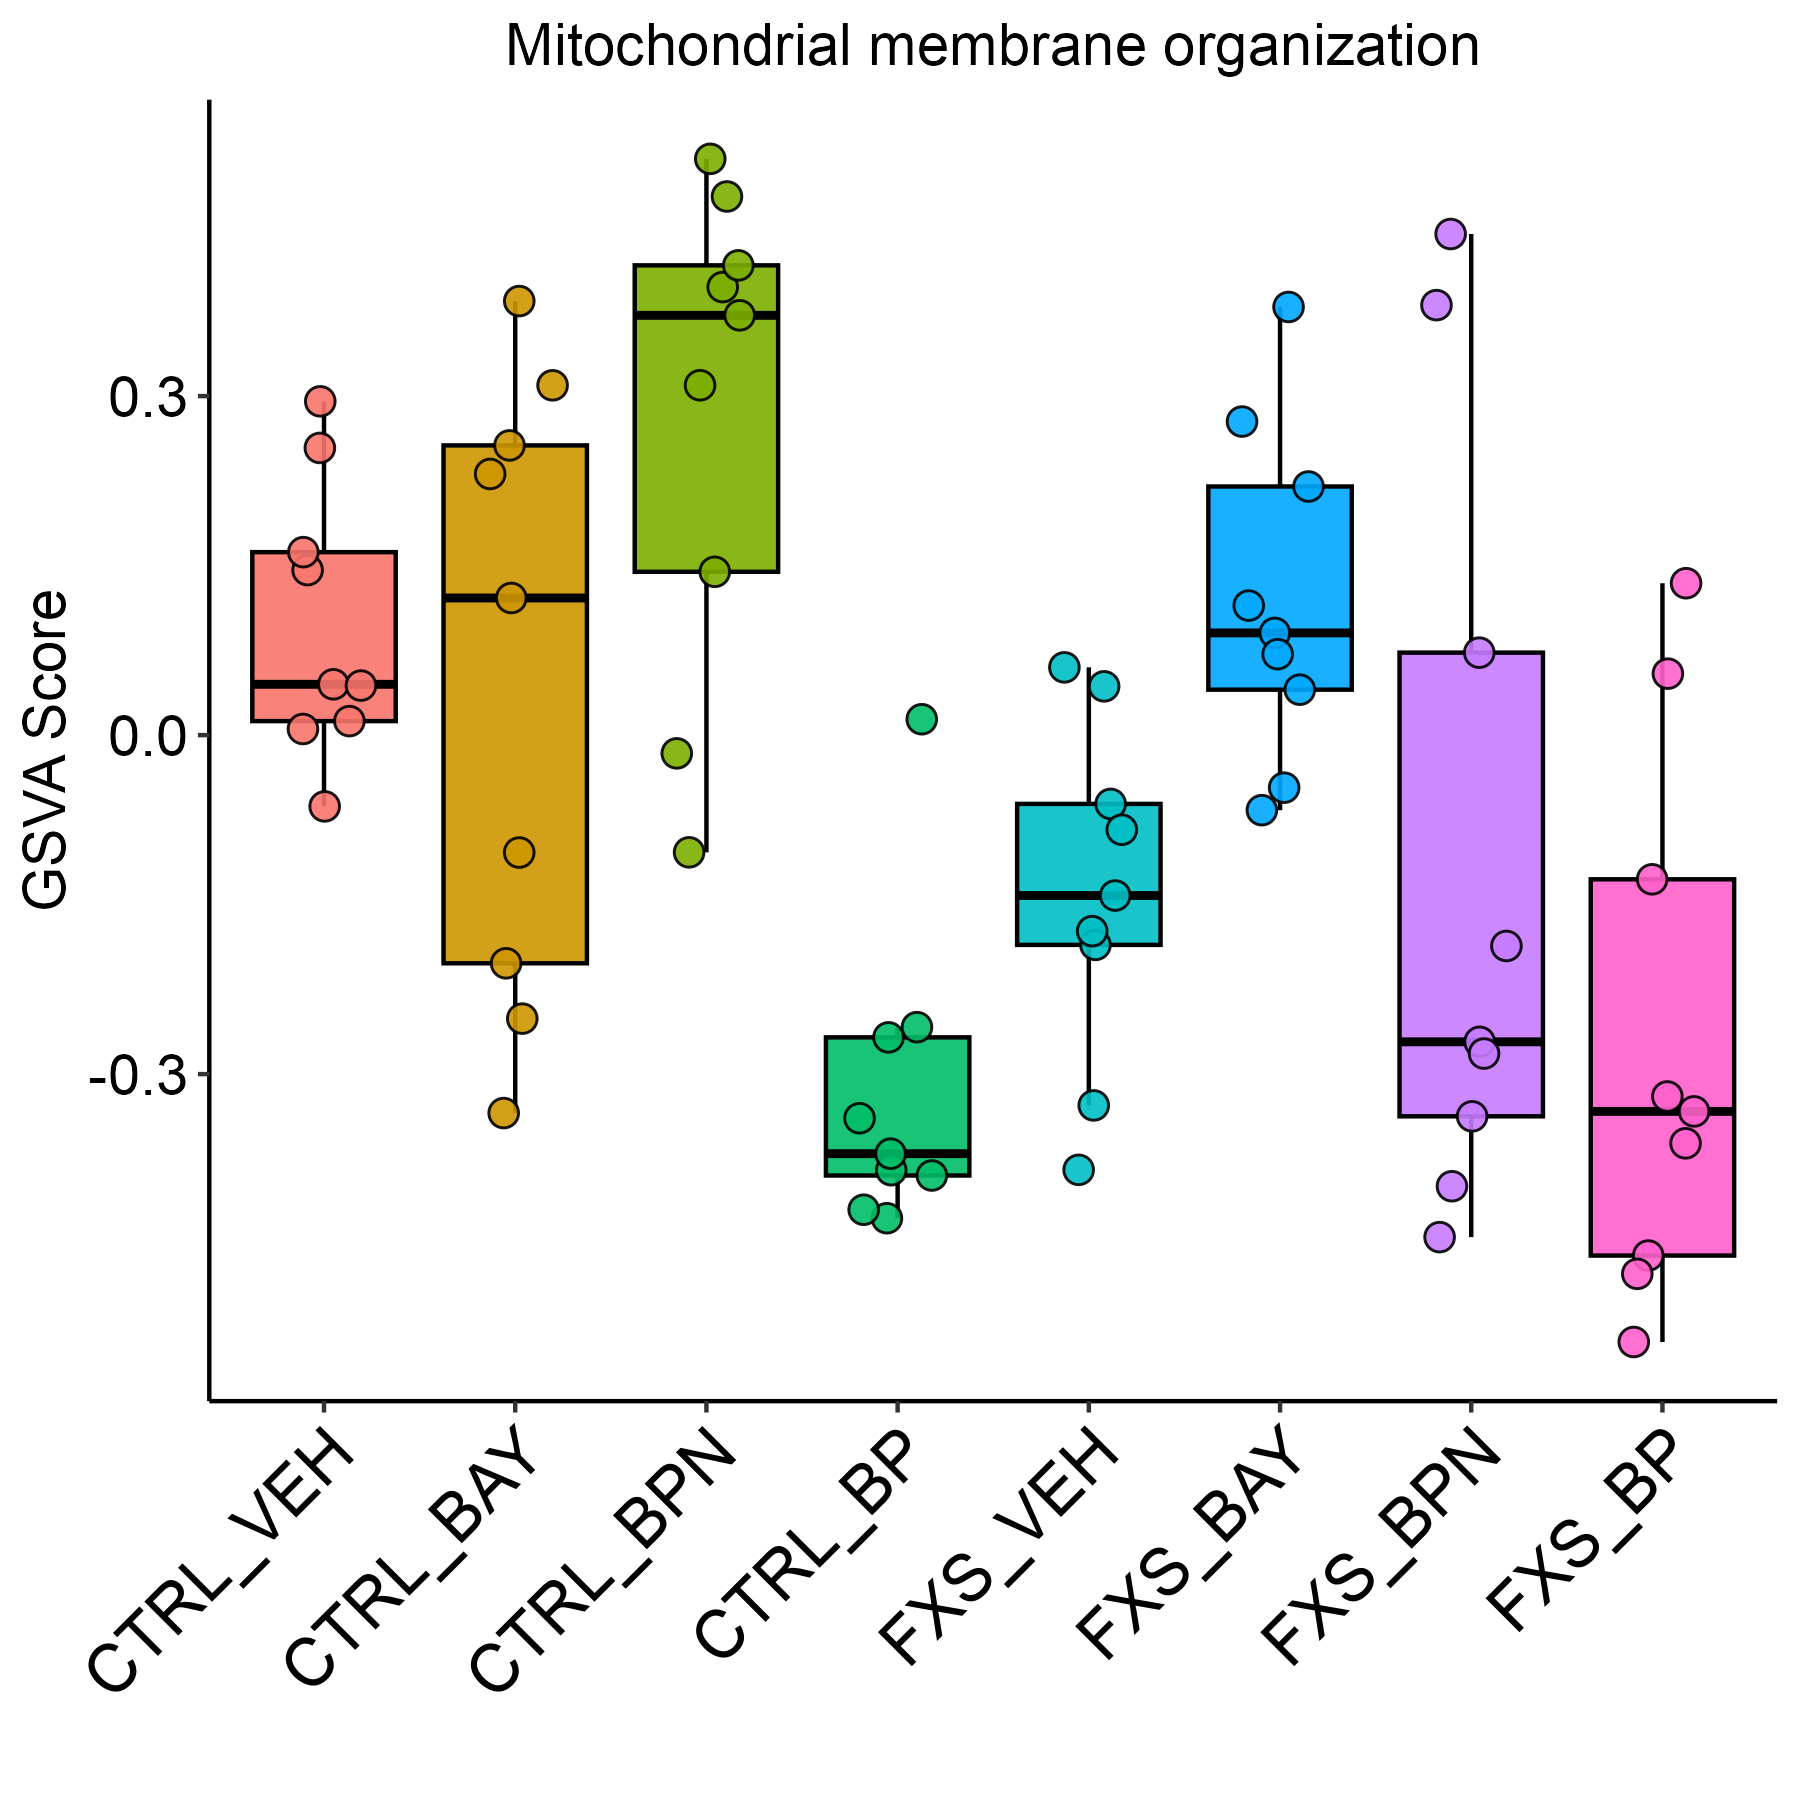 Mitochondrial membrane organization
GSVA Score
0.3
0.0
-0.3
CTRL_VEH
CTRL_BAY
CTRL_BPN
CTRL_BP
FXS_VEH
FXS_BAY
FXS_BPN
FXS_BP